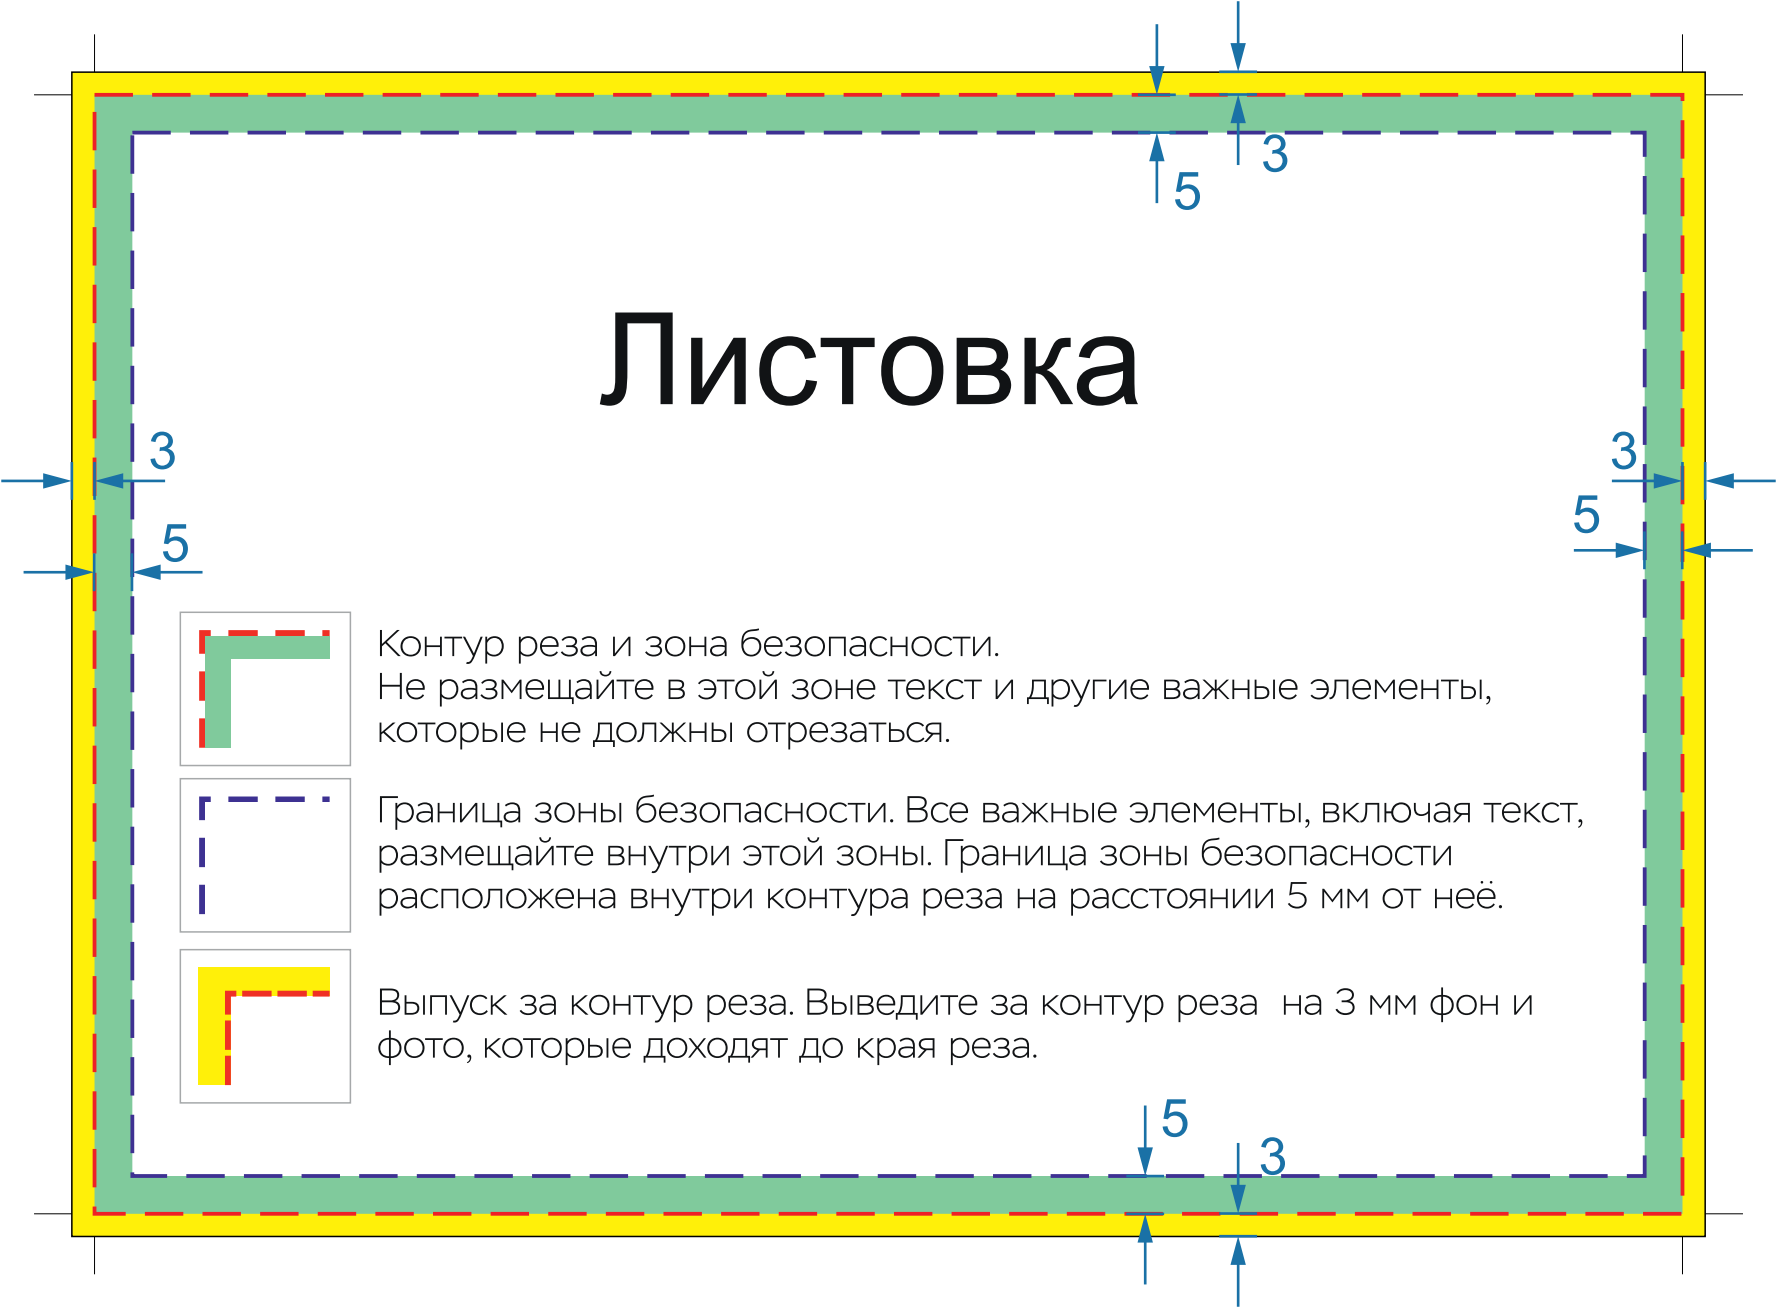 3
5
Листовка
3
3
5
5
Контур реза и зона безопасности.
Не размещайте в этой зоне текст и другие важные элементы,
которые не должны отрезаться.
Граница зоны безопасности. Все важные элементы, включая текст,
размещайте внутри этой зоны. Граница зоны безопасности
расположена внутри контура реза на расстоянии 5 мм от неё.
Выпуск за контур реза. Выведите за контур реза  на 3 мм фон и
фото, которые доходят до края реза.
5
3